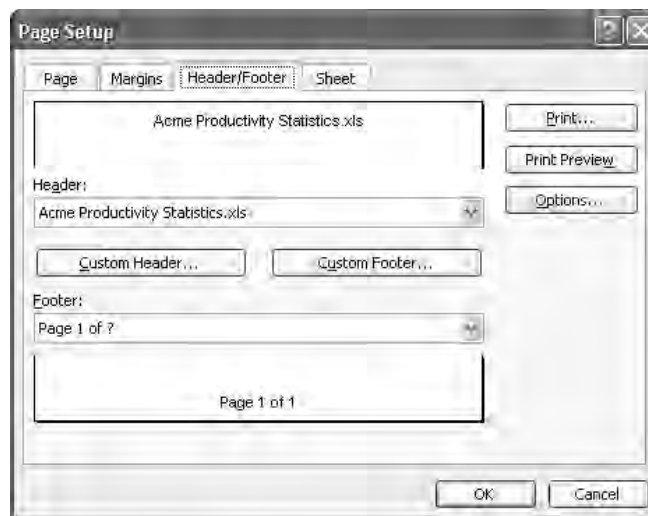 Page Setup
Page
Margins
Header/Footer
Sheet
Acme Productivity Statistics.xls
Print...
Print Preview
Options...
Header:
Acme Productivity Statistics.xls
Custom Header...
Custom Footer...
Footer:
Page 1 of ?
Page 1 of 1
OK
Cancel